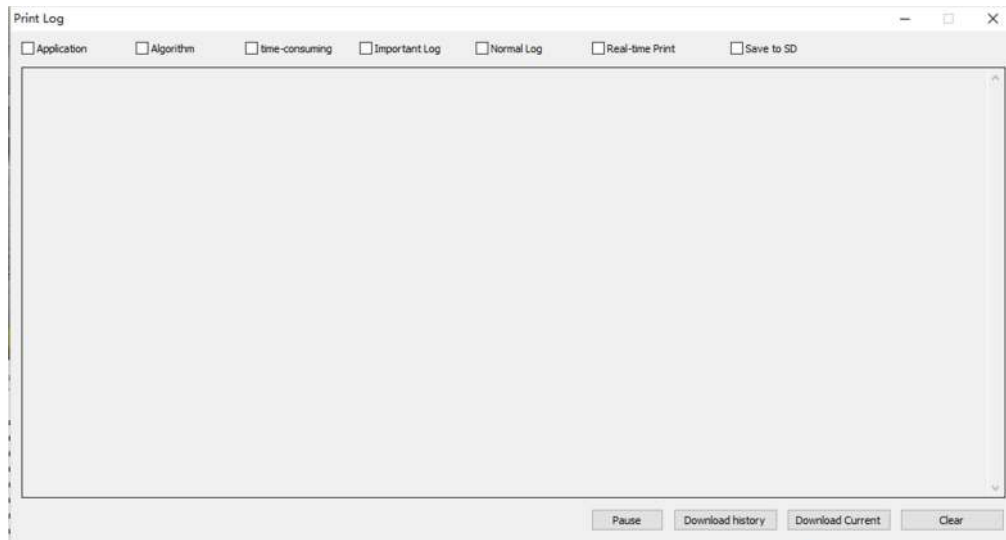 Print Log
Application Algorithm time-consuming Important Log Normal Log Real-time Print Save to SD
Pause Download history Download Current Clear